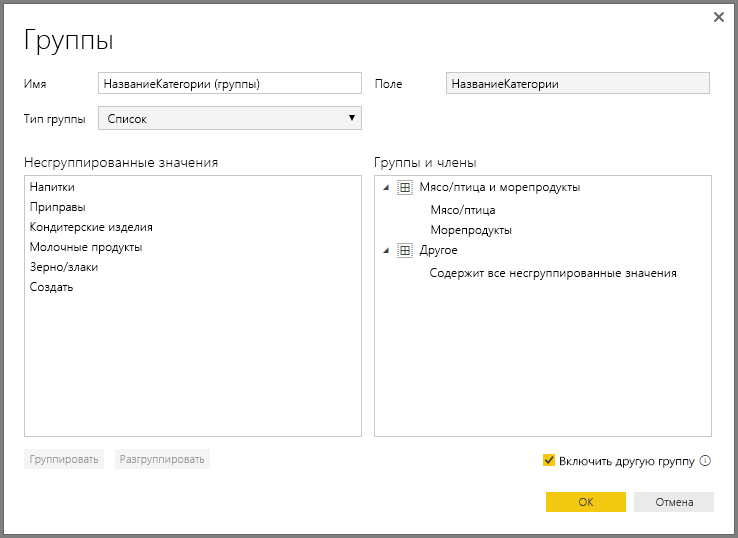 Группы
Имя НазваниеКатегории (группы) Поле НазваниеКатегории
Тип группы Список
Несгруппированные значения
Напитки
Приправы
Кондитерские изделия
Молочные продукты
Зерно/злаки
Создать
Группы и члены
Мясо/птица и морепродукты
Мясо/птица
Морепродукты
Другое
Содержит все несгруппированные значения
Группировать Разгруппировать
Включить другую группу
ОК Отмена